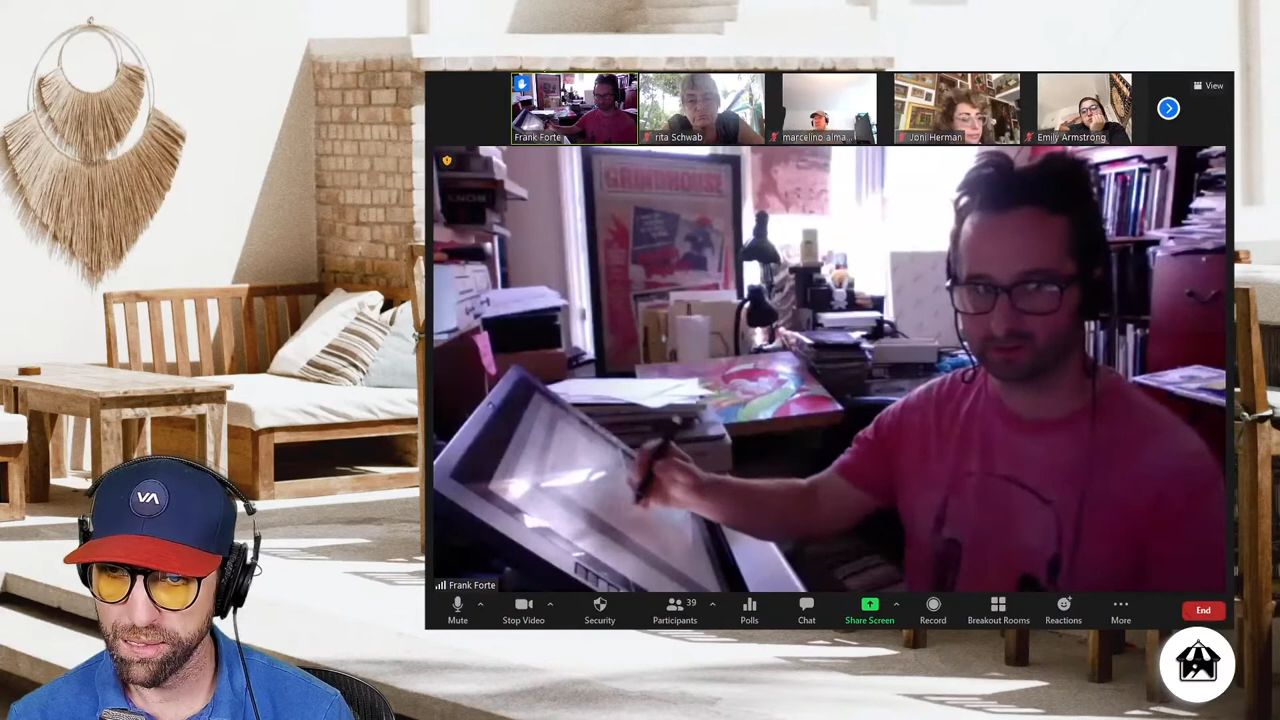 View
Frank Forte
rita Schwab
marcelino alma...
Joni Herman
Emily Armstrong
GRINDHOUSE
VA
Frank Forte
Mute
Stop Video
Security
39
Participants
Polls
Chat
Share Screen
Record
Breakout Rooms
Reactions
More
End